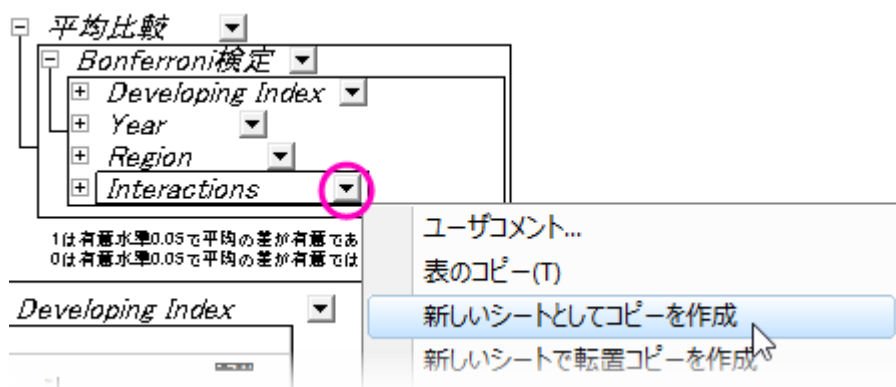 平均比較
Bonferroni検定
Developing Index
Year
Region
Interactions
1は有意水準0.05で平均の差が有意であ
0は有意水準0.05で平均の差が有意では
ユーザコメント...
表のコピー(T)
新しいシートとしてコピーを作成
新しいシートで転置コピーを作成
Developing Index